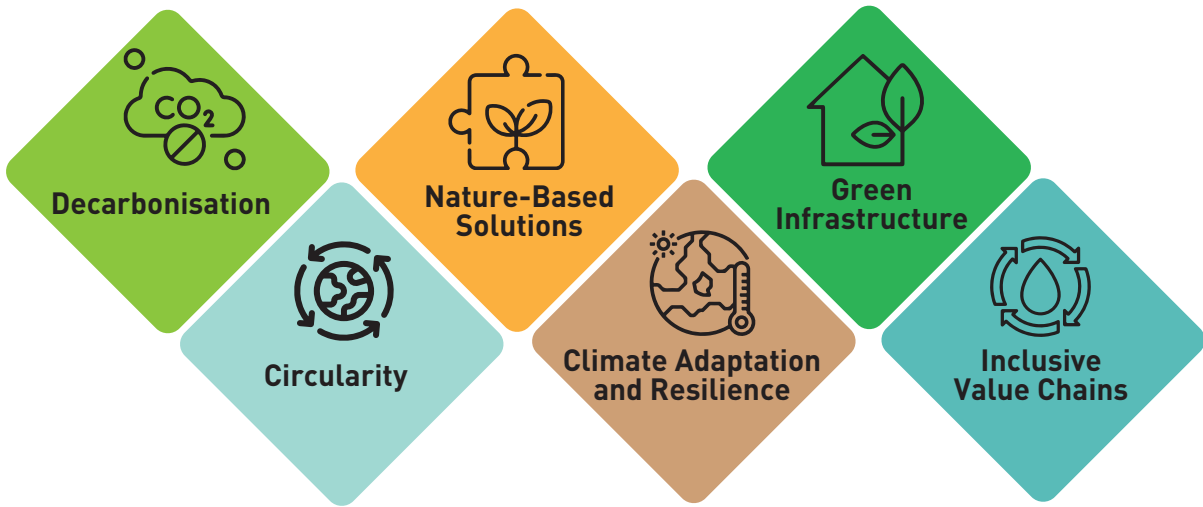 CO2
Decarbonisation
Circularity
Nature-Based
Solutions
Climate Adaptation
and Resilience
Green
Infrastructure
Inclusive
Value Chains